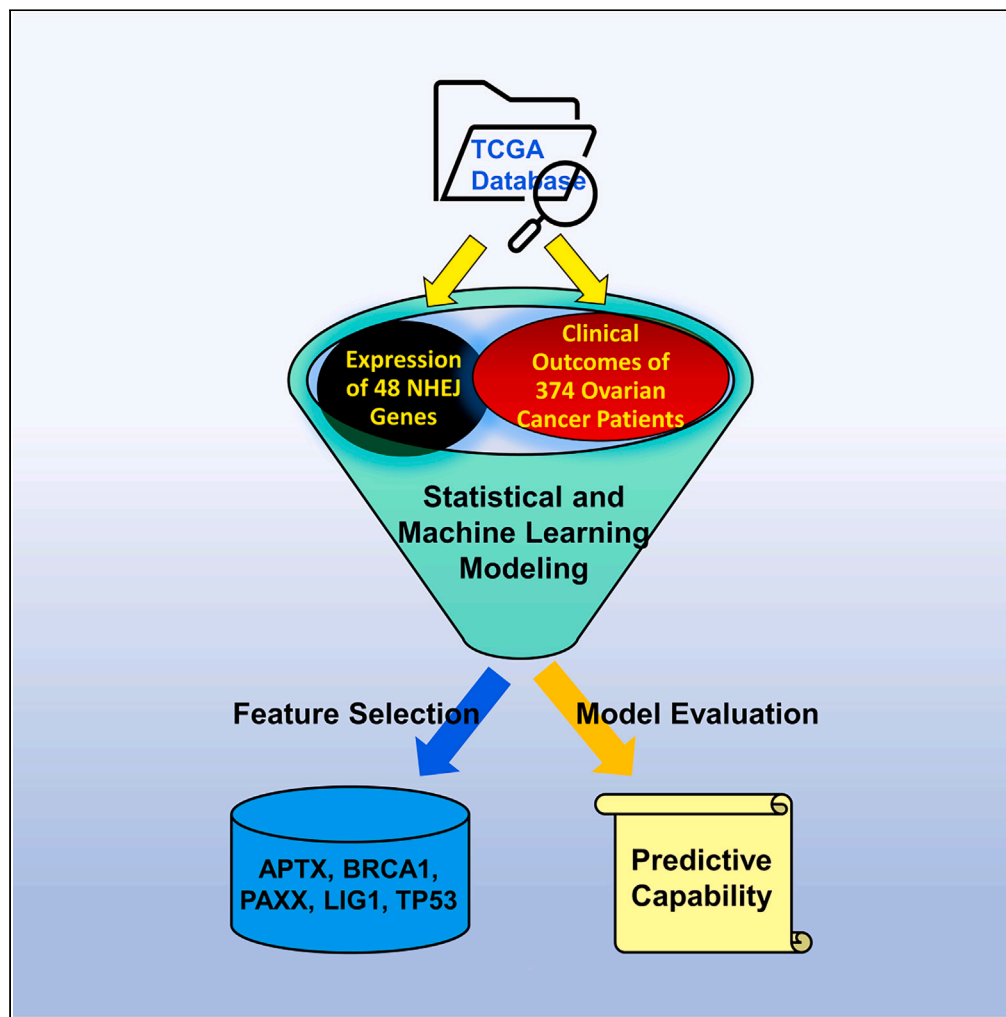 TCGA
Database
Expression
of 48 NHEJ
Genes
Clinical
Outcomes of
374 Ovarian
Cancer Patients
Statistical and
Machine Learning
Modeling
Feature Selection
Model Evaluation
APTX, BRCA1,
PAXX, LIG1, TP53
Predictive
Capability